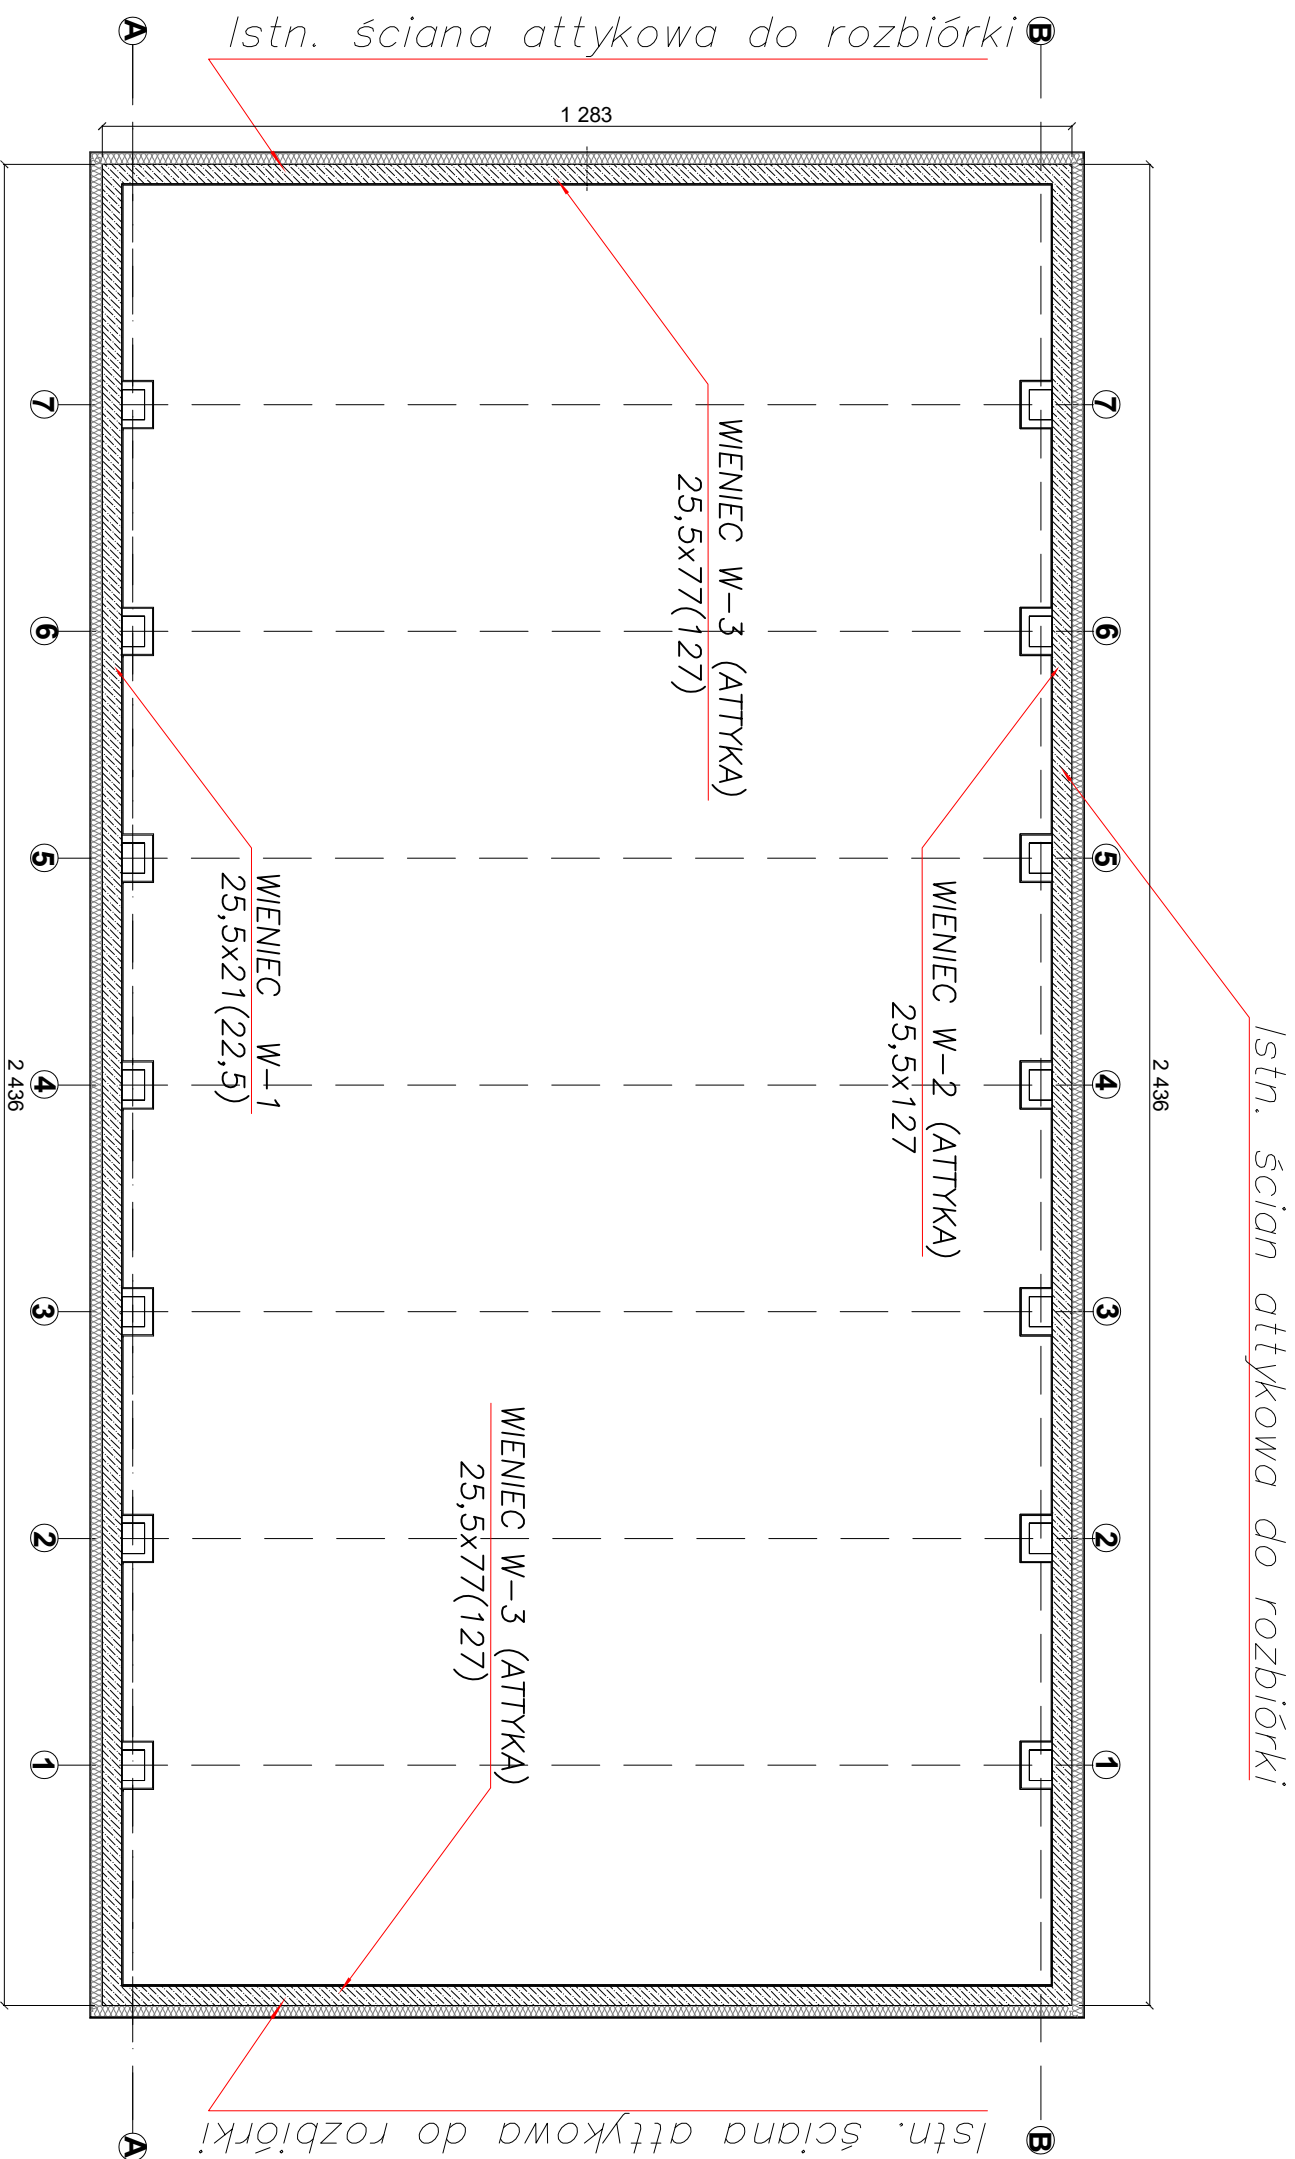 A
Istn. ściana attykowa do rozbiórki
B
1 283
7
6
5
4
3
2
1
2 436
Istn. ścian attykowa do rozbiórki
WIENIEC W-3 (ATTYKA)
25,5x77(127)
WIENIEC W-2 (ATTYKA)
25,5x127
WIENIEC W-1
25,5x21(22,5)
WIENIEC W-3 (ATTYKA)
25,5x77(127)
7
6
5
4
3
2
1
2 436
A
Istn. ściana attykowa do rozbiórki
B